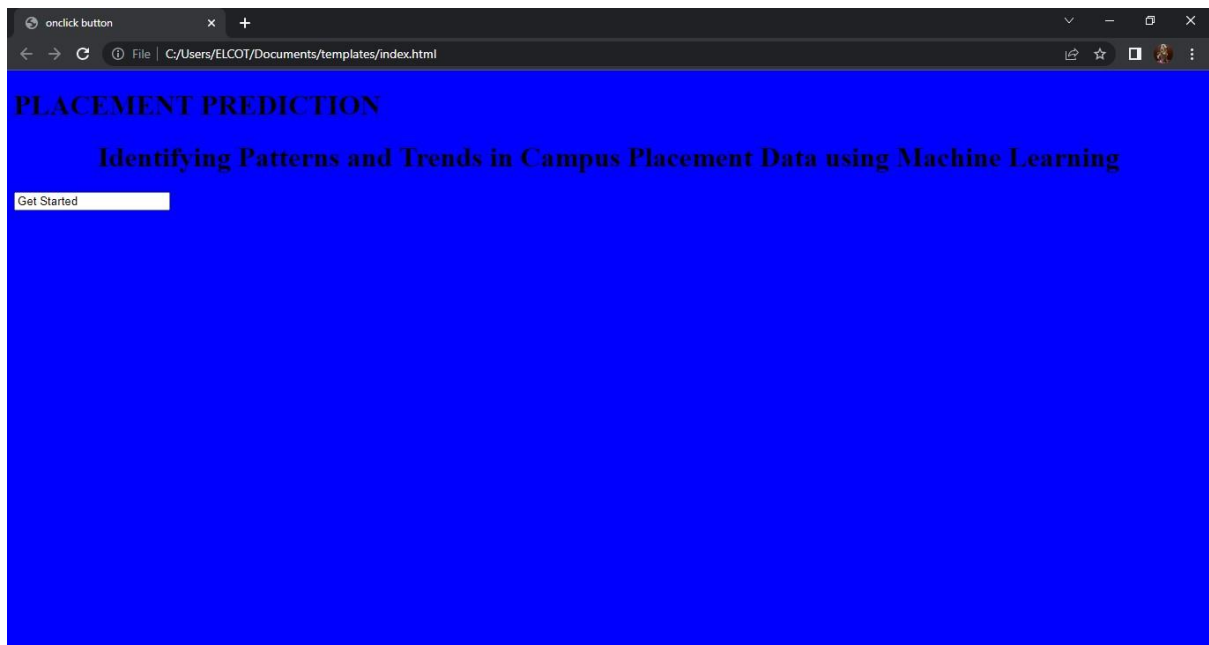 onclick button
File C:/Users/ELCOT/Documents/templates/index.html
PLACEMENT PREDICTION
Identifying Patterns and Trends in Campus Placement Data using Machine Learning
Get Started